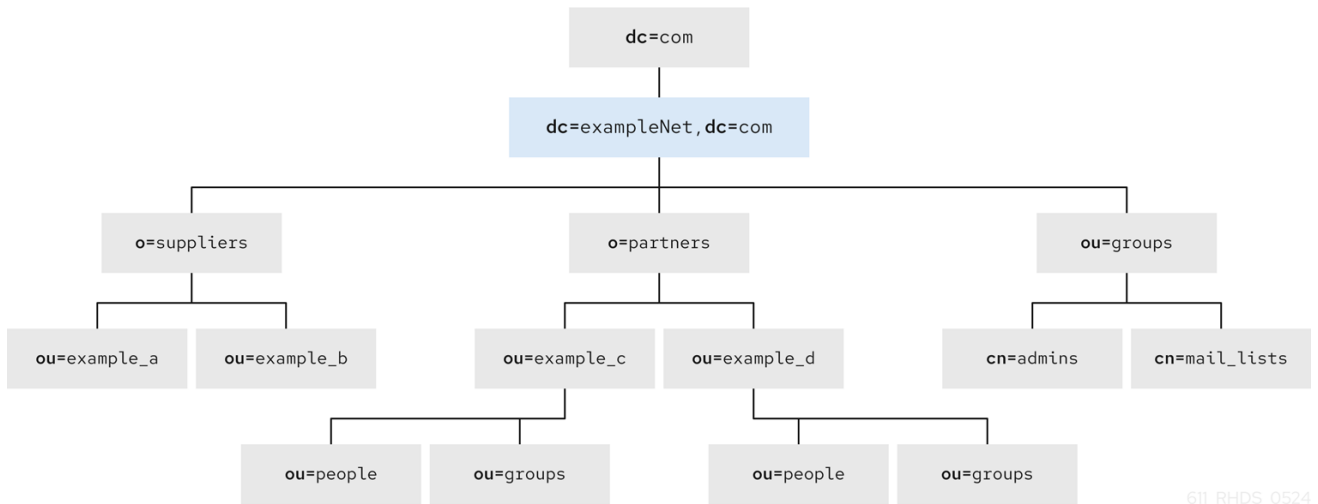 dc=com
dc=exampleNet,dc=com
o=suppliers
o=partners
ou=groups
ou=example_a
ou=example_b
ou=example_c
ou=example_d
cn=admins
cn=mail_lists
ou=people
ou=groups
ou=people
ou=groups
611_RHDS_0524